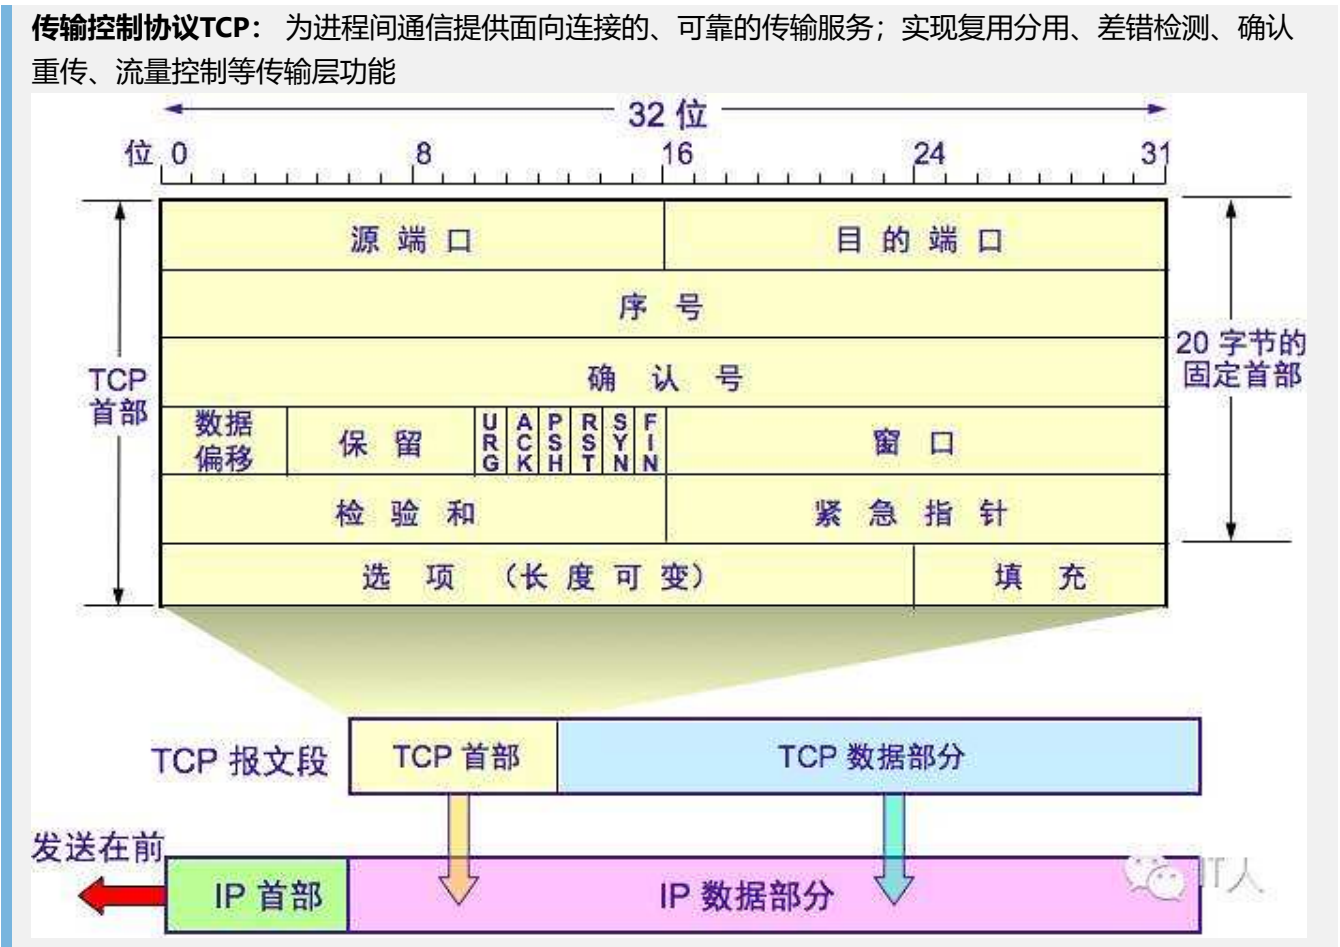 传输控制协议TCP： 为进程间通信提供面向连接的、可靠的传输服务；实现复用分用、差错检测、确认
重传、流量控制等传输层功能
32 位
位 0 8 16 24 31
源 端 口 目 的 端 口
序 号
20 字节的
固定首部
确 认 号
TCP
首部
数据
偏移
保 留
URG ACK PSH RST SYN FIN
窗 口
检 验 和 紧 急 指 针
选 项 （长 度 可 变） 填 充
TCP 报文段 TCP 首部 TCP 数据部分
发送在前
IP 首部 IP 数据部分
IT人